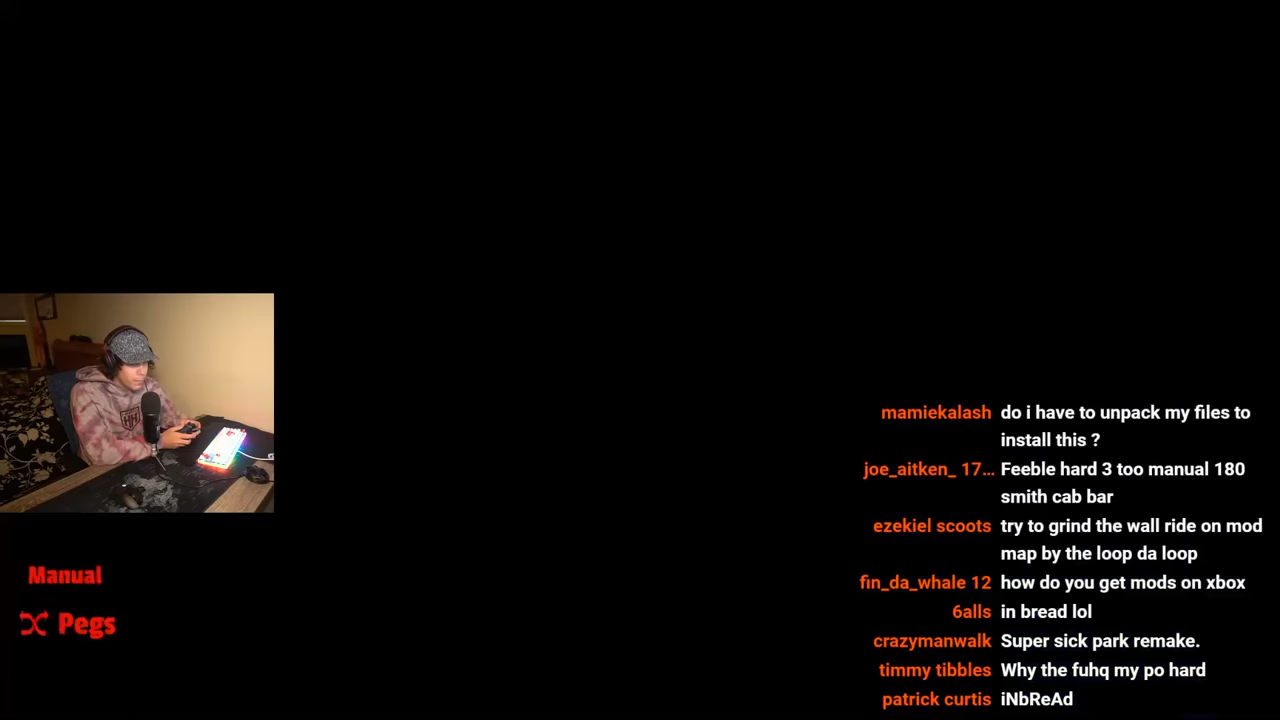 mamiekalash do i have to unpack my files to
install this ?
joe_aitken_ 17… Feeble hard 3 too manual 180
smith cab bar
ezekiel scoots try to grind the wall ride on mod
map by the loop da loop
fin_da_whale 12 how do you get mods on xbox
6alls in bread lol
crazymanwalk Super sick park remake.
timmy tibbles Why the fuhq my po hard
patrick curtis iNbReAd
HH
Manual
Pegs